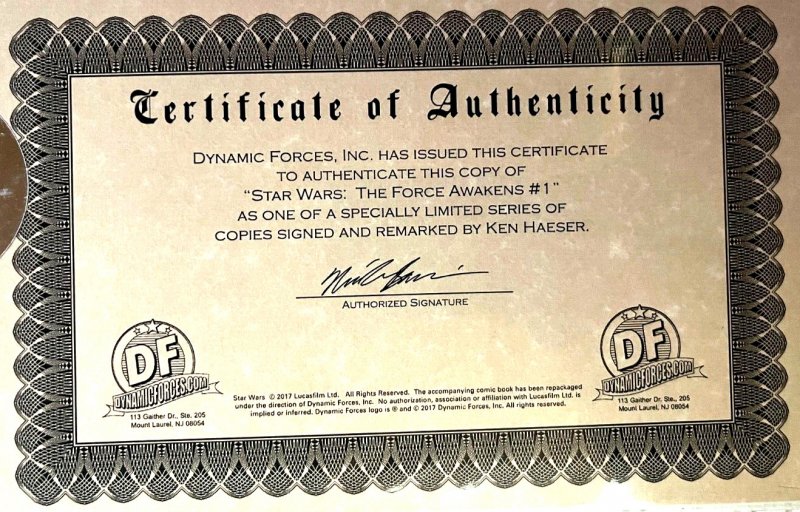 Certificate of Authenticity
Dynamic Forces, Inc. has issued this certificate
to authenticate this copy of
"Star Wars: The Force Awakens #1"
as one of a specially limited series of
copies signed and remarked by Ken Haeser.
Authorized Signature
DF
DYNAMICFORCES.COM
113 Gaither Dr., Ste. 205
Mount Laurel, NJ 08054
Star Wars © 2017 Lucasfilm Ltd. All Rights Reserved. The accompanying comic book has been repackaged
under the direction of Dynamic Forces, Inc. No authorization, association or affiliation with Lucasfilm Ltd. is
implied or inferred. Dynamic Forces logo is ® and © 2017 Dynamic Forces, Inc. All rights reserved.
DF
DYNAMICFORCES.COM
113 Gaither Dr., Ste. 205
Mount Laurel, NJ 08054